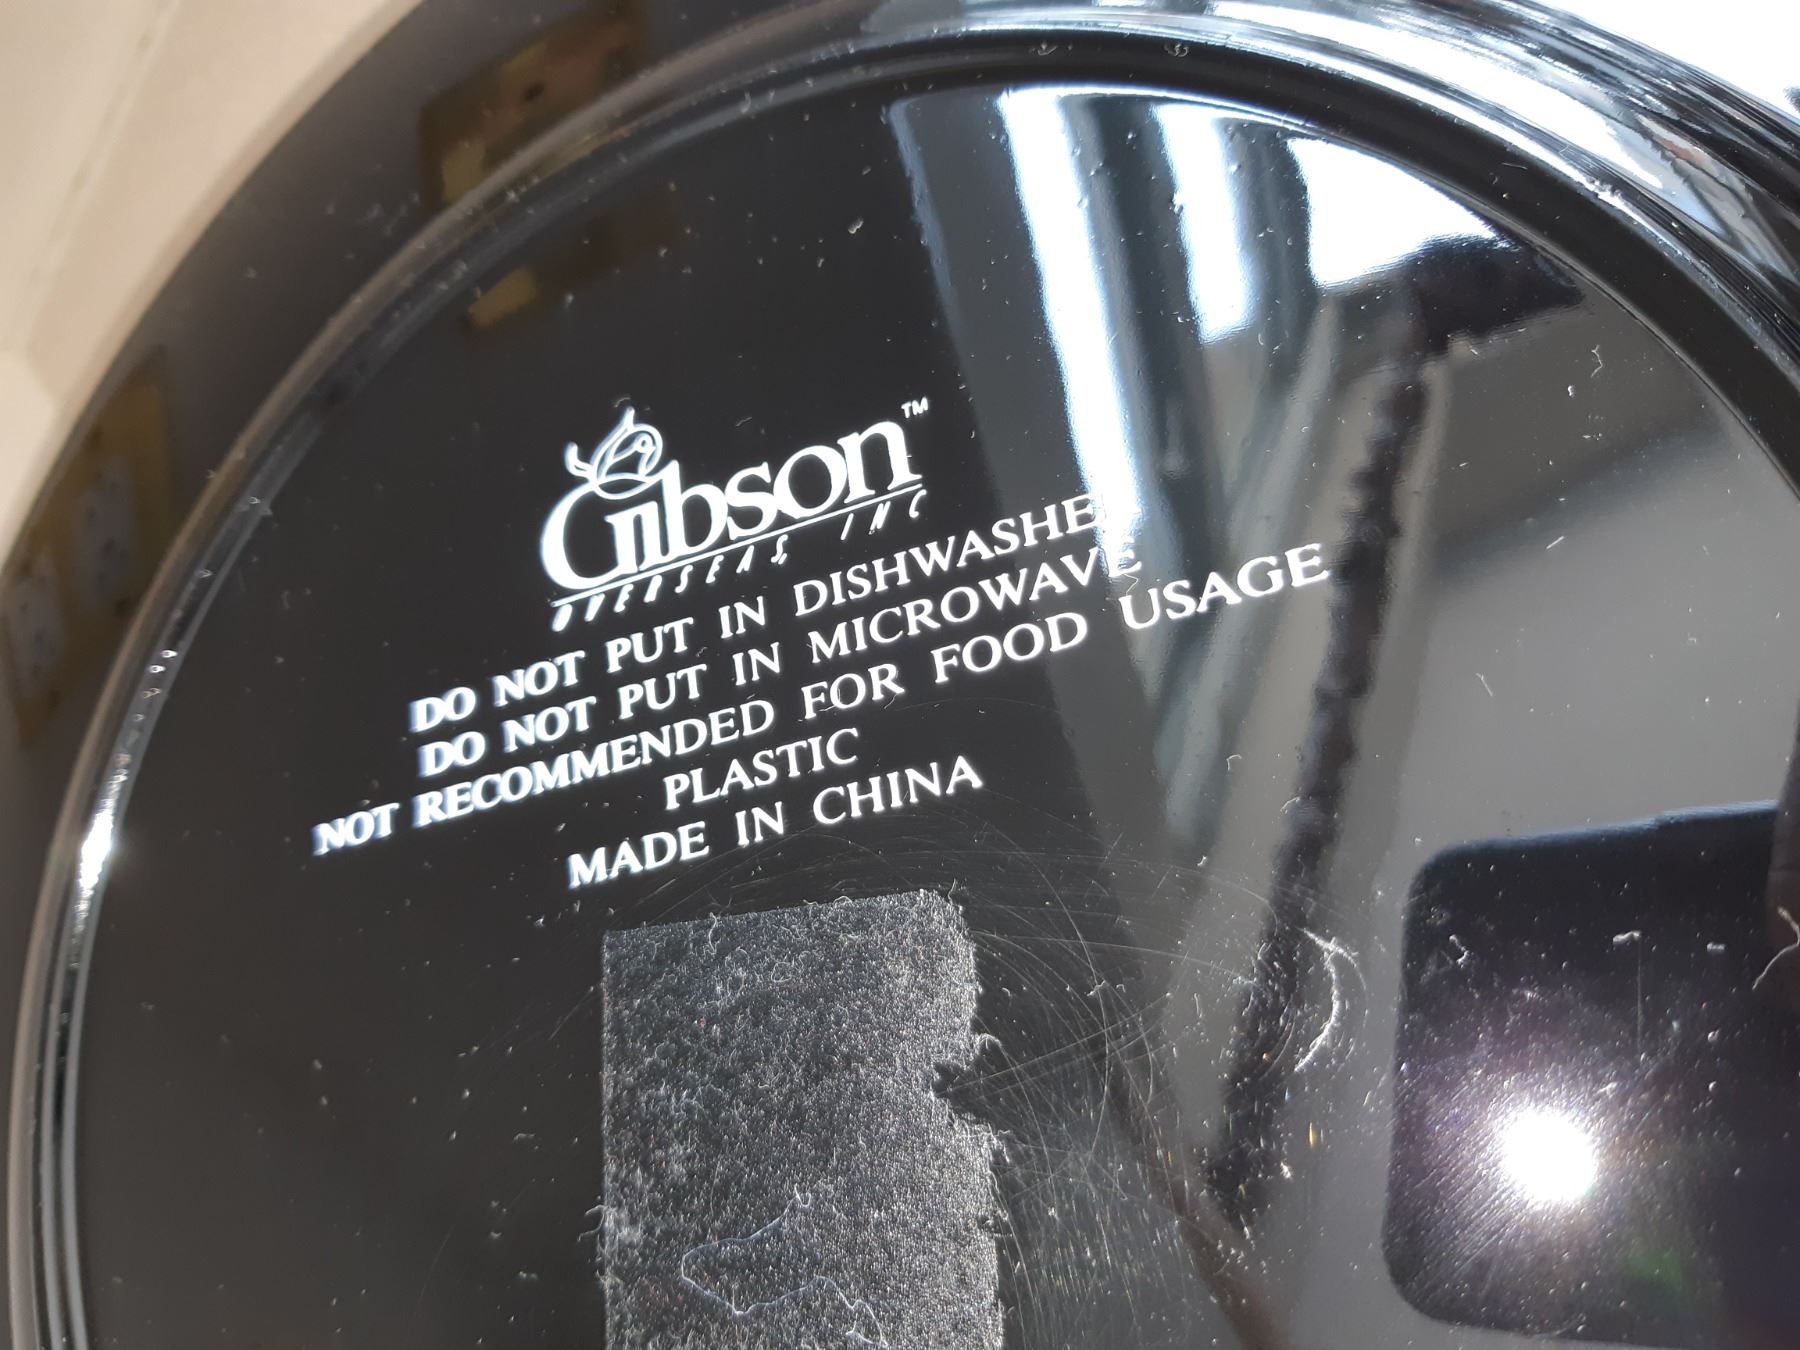 Gibson™
OVERSEAS, INC
DO NOT PUT IN DISHWASHER
DO NOT PUT IN MICROWAVE
NOT RECOMMENDED FOR FOOD USAGE
PLASTIC
MADE IN CHINA